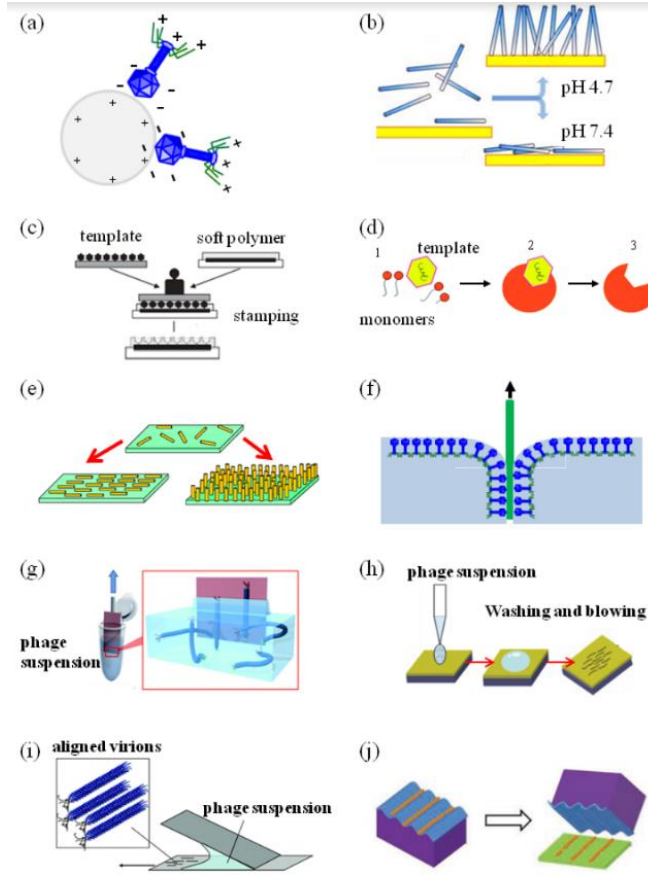 (a)
+
+
+
+
-
-
-
-
+
+
+
+
+
+
-
-
-
-
-
-
+
+
+
(b)
pH 4.7
pH 7.4
(c)
template
soft polymer
stamping
(d)
template
1
2
3
monomers
(e)
(f)
(g)
phage
suspension
(h)
phage suspension
Washing and blowing
(i)
aligned virions
phage suspension
(j)